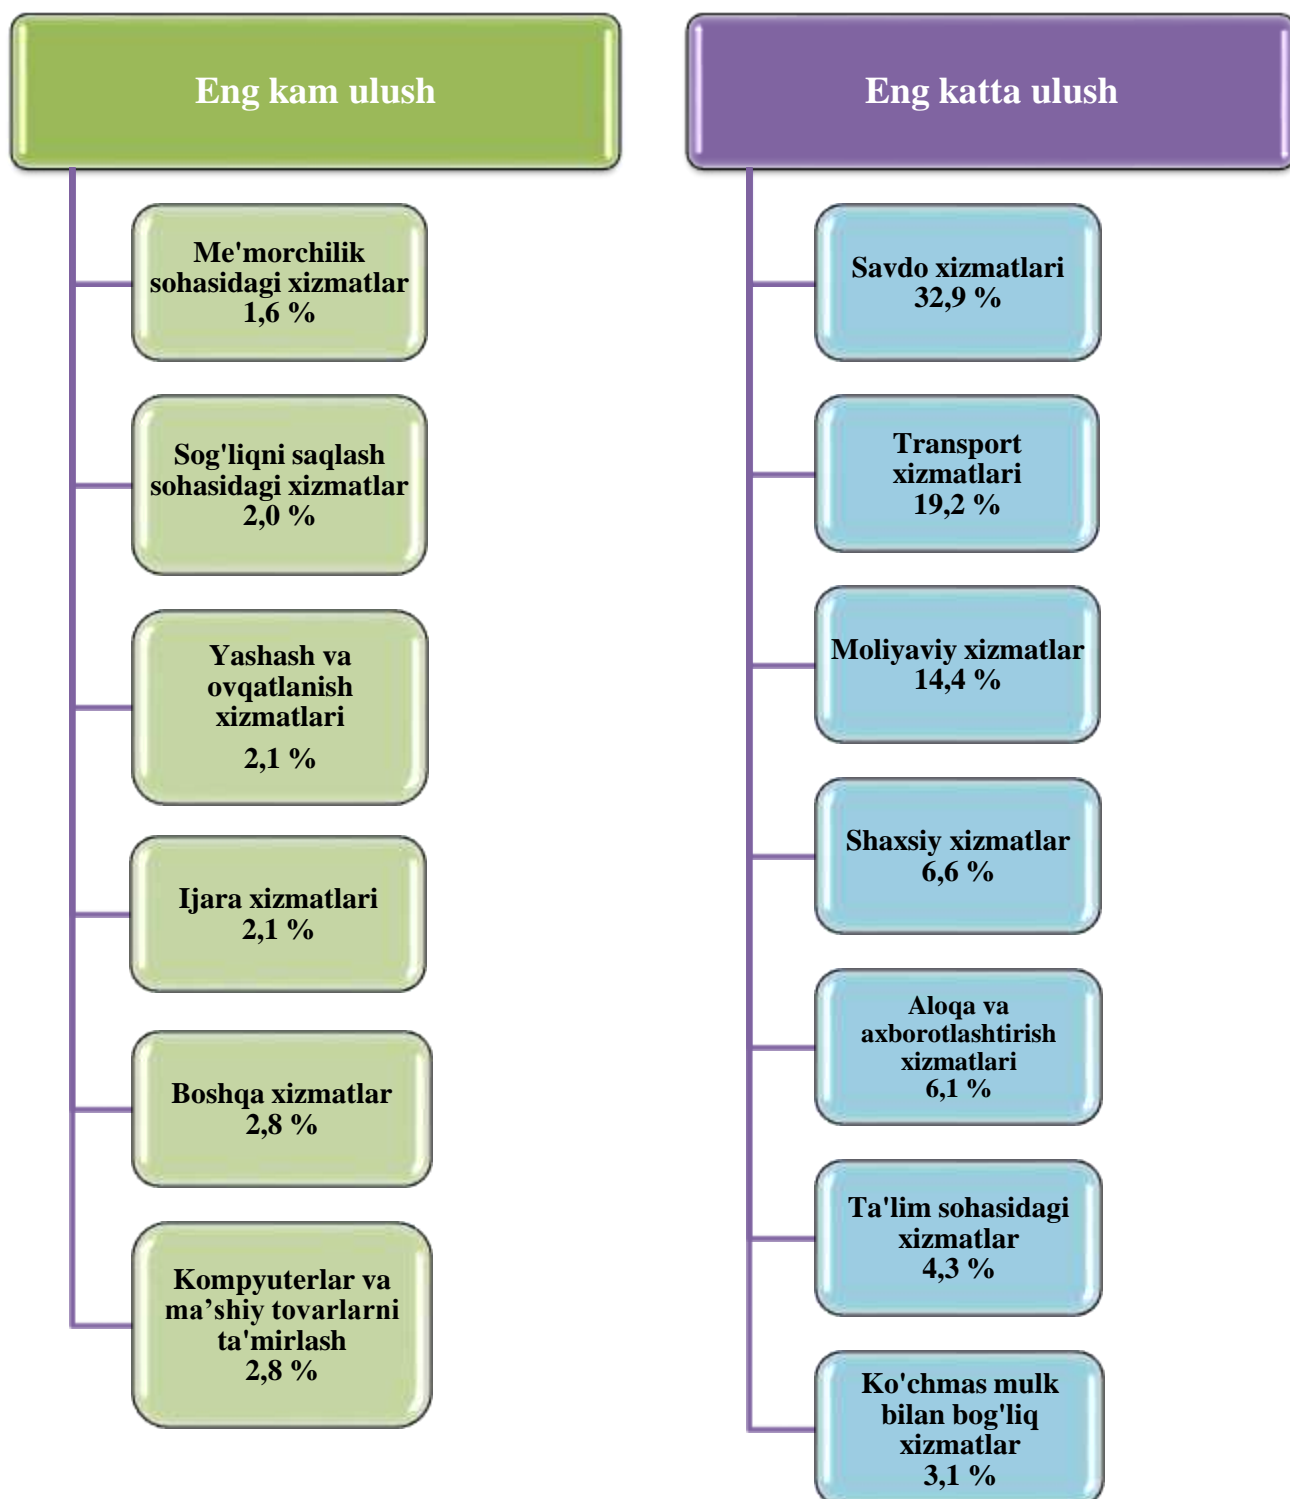 Eng kam ulush
Me'morchilik
sohasidagi xizmatlar
1,6 %
Sog'liqni saqlash
sohasidagi xizmatlar
2,0 %
Yashash va
ovqatlanish
xizmatlari
2,1 %
Ijara xizmatlari
2,1 %
Boshqa xizmatlar
2,8 %
Kompyuterlar va
ma’shiy tovarlarni
ta'mirlash
2,8 %
Eng katta ulush
Savdo xizmatlari
32,9 %
Transport
xizmatlari
19,2 %
Moliyaviy xizmatlar
14,4 %
Shaxsiy xizmatlar
6,6 %
Aloqa va
axborotlashtirish
xizmatlari
6,1 %
Ta'lim sohasidagi
xizmatlar
4,3 %
Ko'chmas mulk
bilan bog'liq
xizmatlar
3,1 %